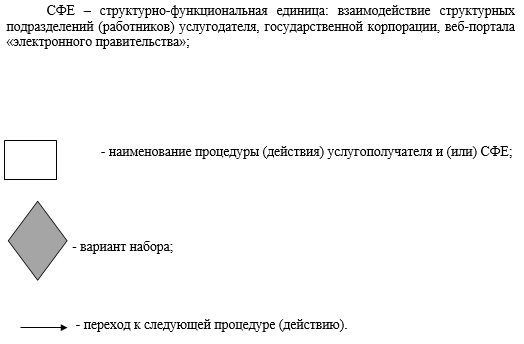 СФЕ – структурно-функциональная единица: взаимодействие структурных
подразделений (работников) услугодателя, государственной корпорации, веб-портала
«электронного правительства»;
- наименование процедуры (действия) услугополучателя и (или) СФЕ;
- вариант набора;
- переход к следующей процедуре (действию).